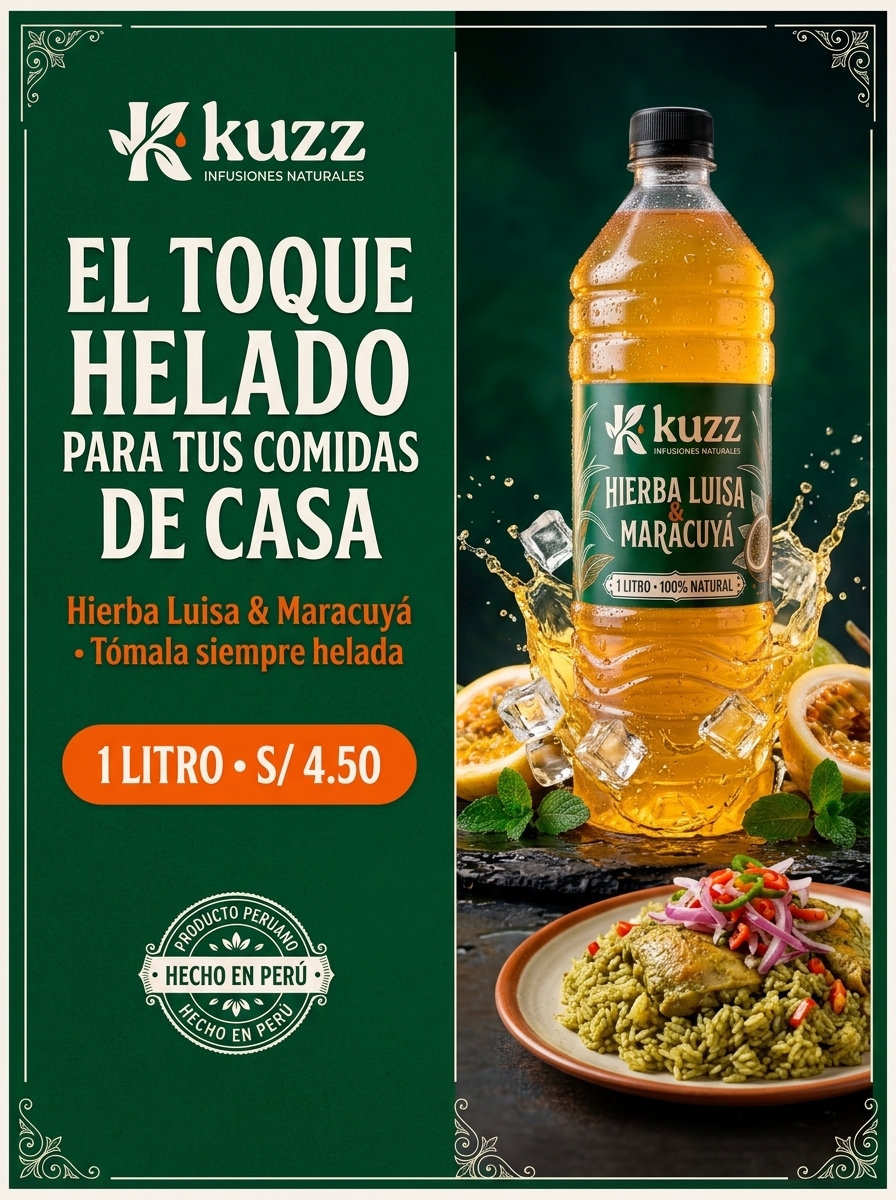 kuzz
INFUSIONES NATURALES
EL TOQUE
HELADO
PARA TUS COMIDAS
DE CASA
Hierba Luisa & Maracuyá
• Tómala siempre helada
1 LITRO • S/ 4.50
PRODUCTO PERUANO
• HECHO EN PERÚ •
HECHO EN PERÚ
kuzz
INFUSIONES NATURALES
HIERBA LUISA
&
MARACUYÁ
1 LITRO • 100% NATURAL